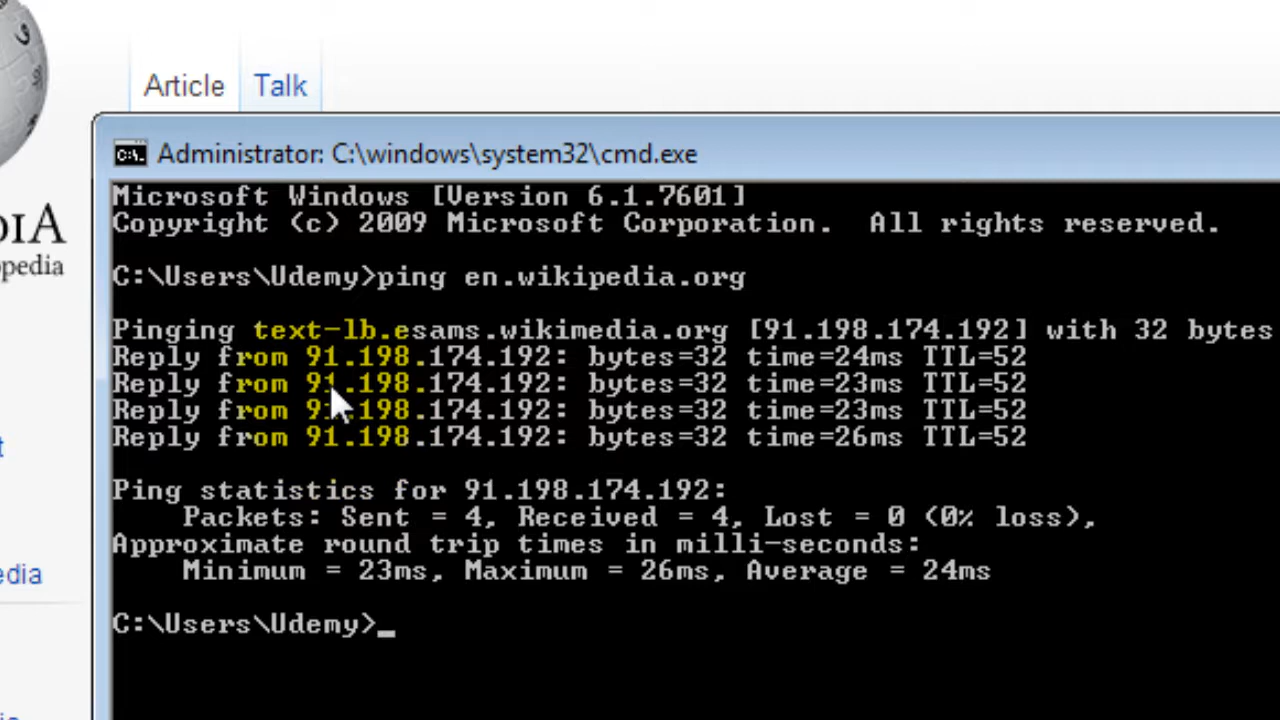 Article Talk
Administrator: C:\windows\system32\cmd.exe
Microsoft Windows [Version 6.1.7601]
Copyright (c) 2009 Microsoft Corporation.  All rights reserved.
C:\Users\Udemy>ping en.wikipedia.org
Pinging text-lb.esams.wikimedia.org [91.198.174.192] with 32 bytes
Reply from 91.198.174.192: bytes=32 time=24ms TTL=52
Reply from 91.198.174.192: bytes=32 time=23ms TTL=52
Reply from 91.198.174.192: bytes=32 time=23ms TTL=52
Reply from 91.198.174.192: bytes=32 time=26ms TTL=52
Ping statistics for 91.198.174.192:
Packets: Sent = 4, Received = 4, Lost = 0 (0% loss),
Approximate round trip times in milli-seconds:
Minimum = 23ms, Maximum = 26ms, Average = 24ms
C:\Users\Udemy>_